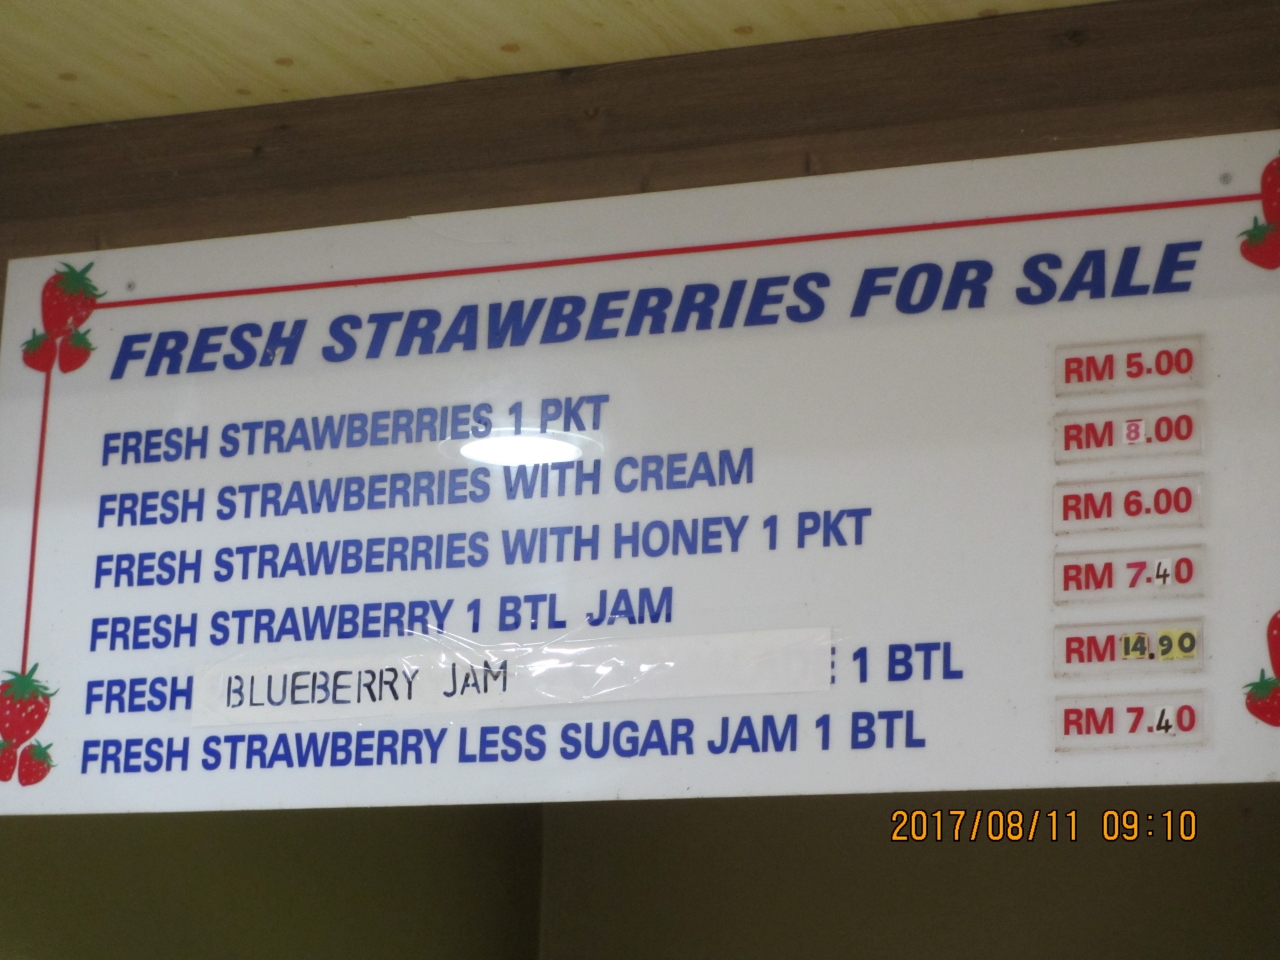 FRESH STRAWBERRIES FOR SALE
FRESH STRAWBERRIES 1 PKT RM 5.00
FRESH STRAWBERRIES WITH CREAM RM 8.00
FRESH STRAWBERRIES WITH HONEY 1 PKT RM 6.00
FRESH STRAWBERRY 1 BTL JAM RM 7.40
FRESH BLUEBERRY JAM 1 BTL RM 14.90
FRESH STRAWBERRY LESS SUGAR JAM 1 BTL RM 7.40
2017/08/11 09:10